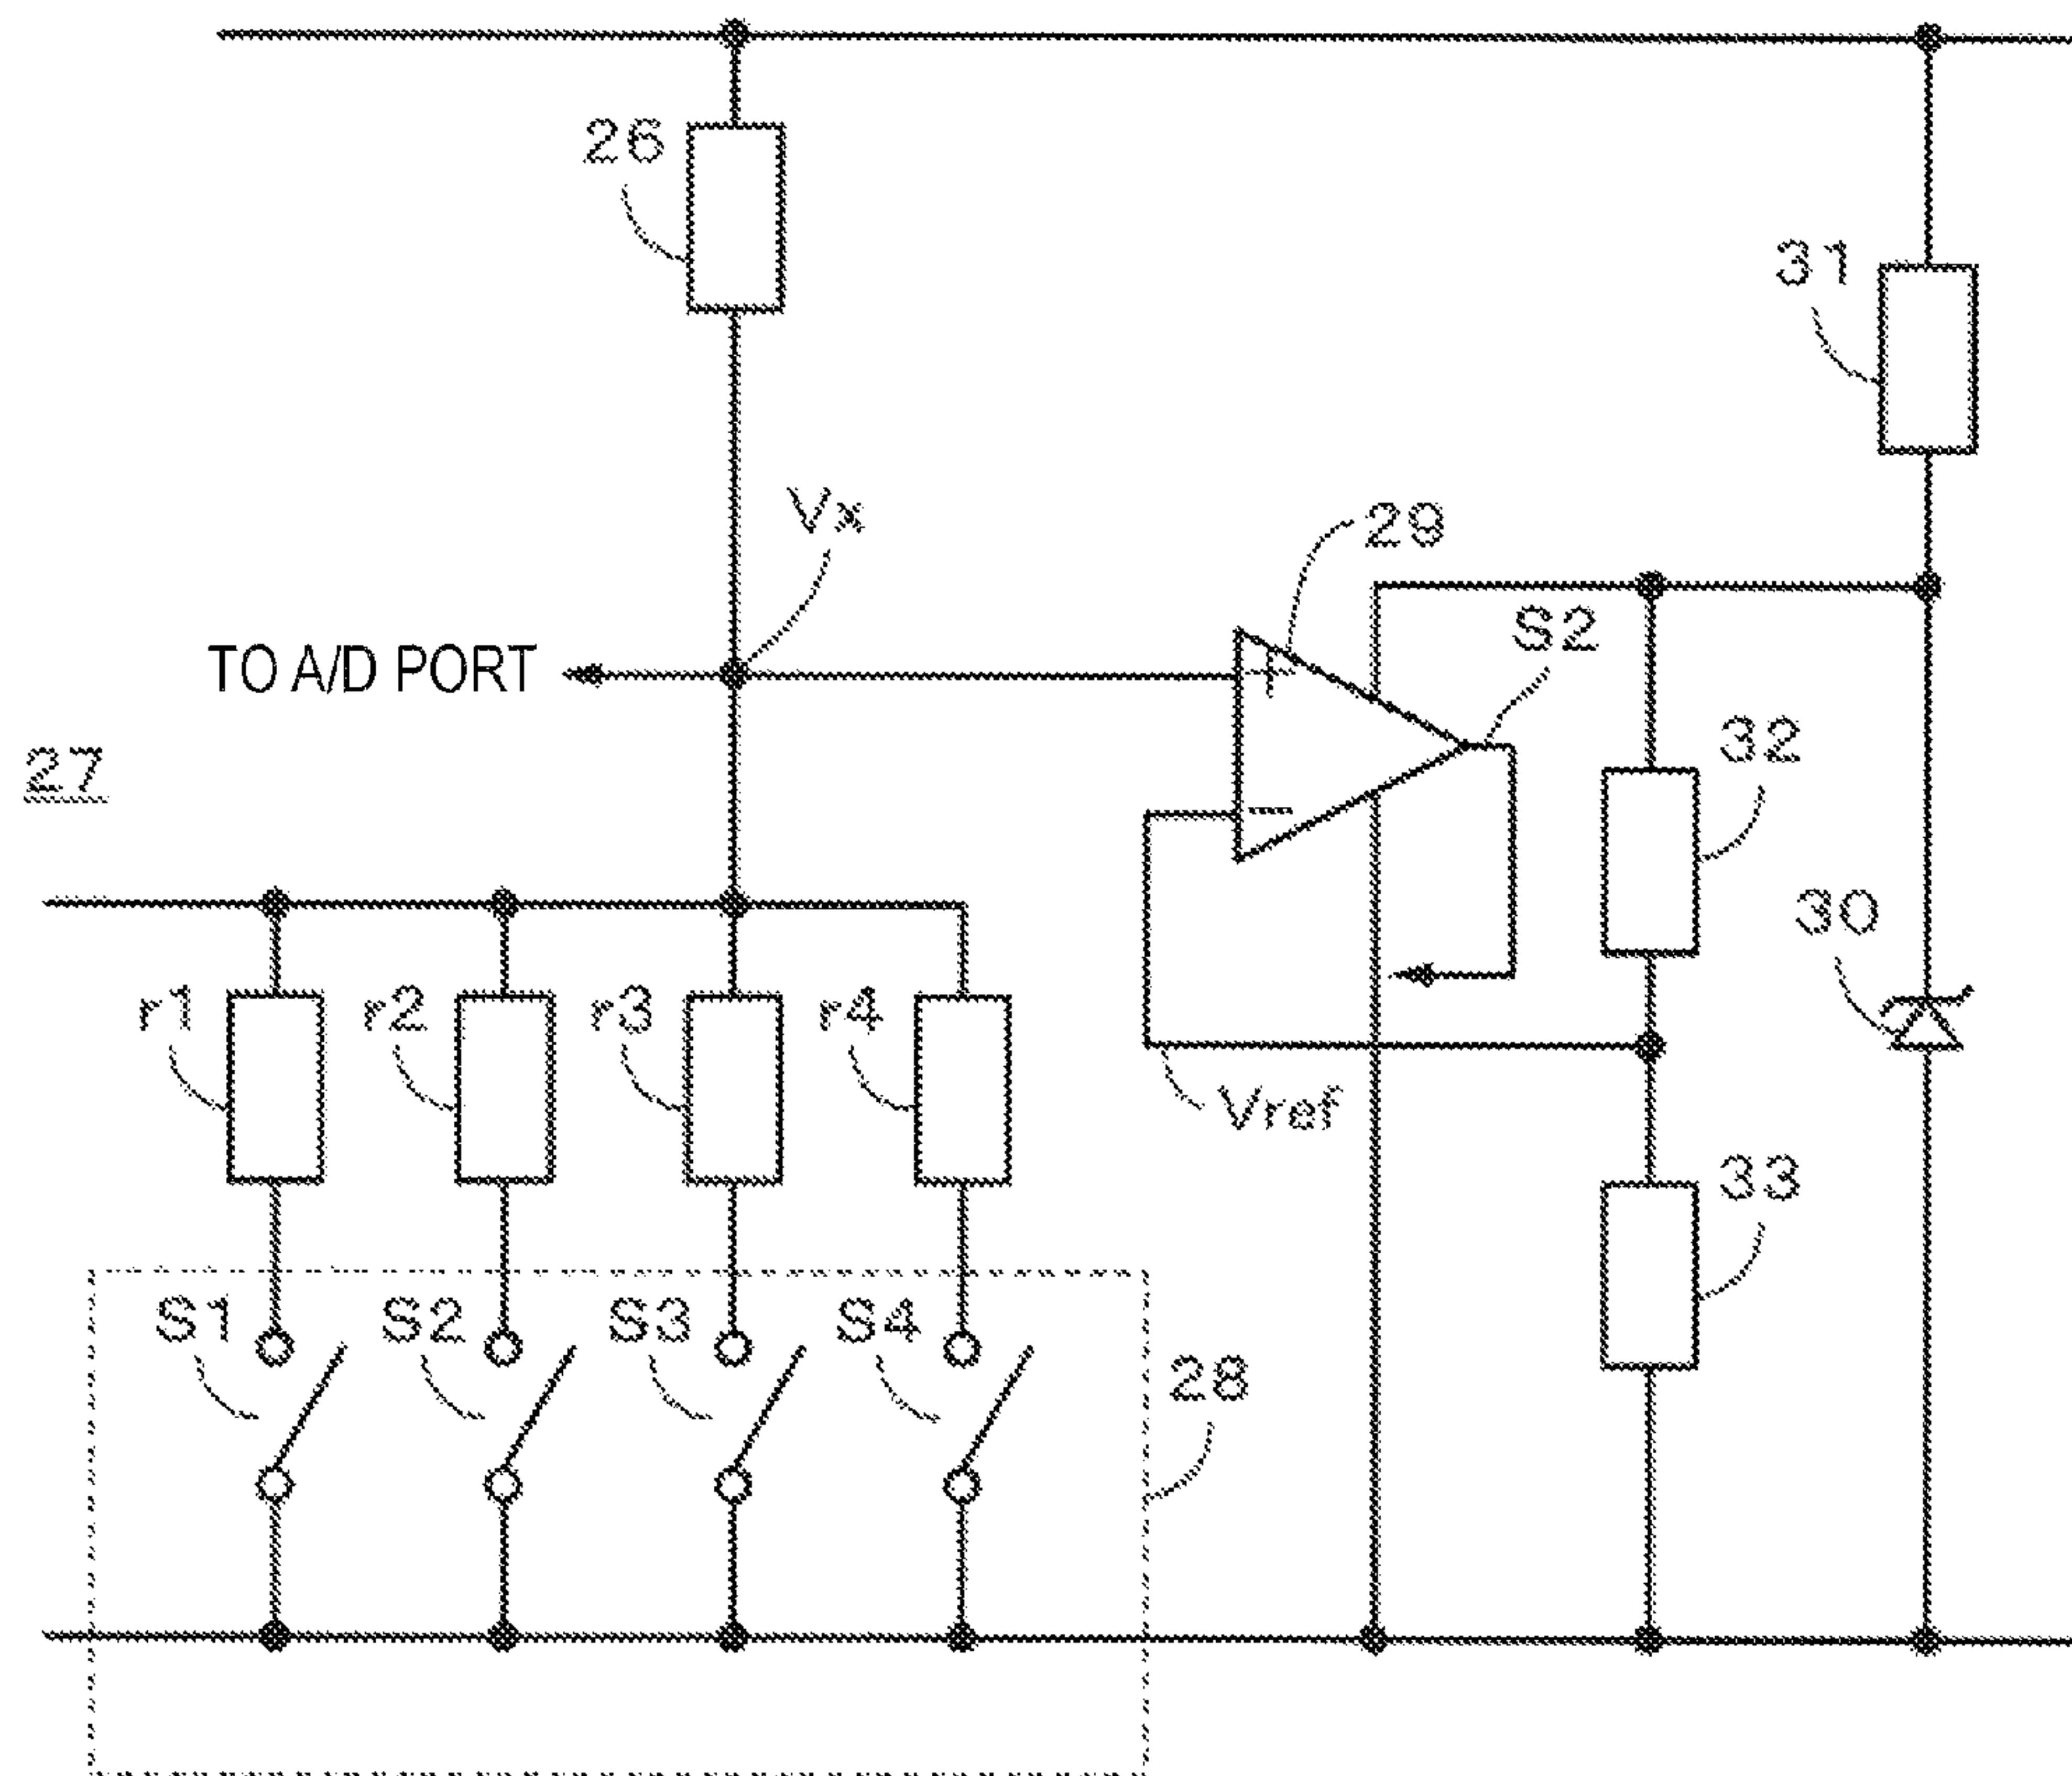 26
31
Vx
29
S2
TO A/D PORT
+
32
27
−
30
r1
r2
r3
r4
Vref
33
S1
S2
S3
S4
28